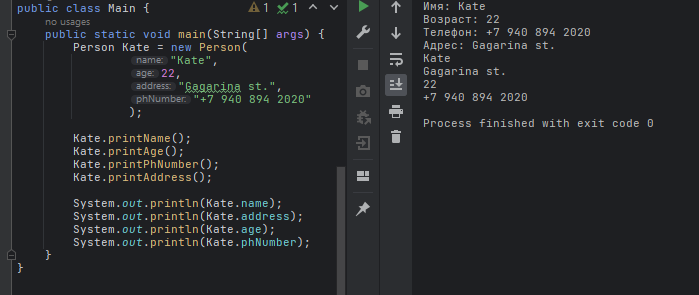 public class Main {
1
1
no usages
public static void main(String[] args) {
Person Kate = new Person(
name: "Kate",
age: 22,
address: "Gagarina st.",
phNumber: "+7 940 894 2020"
);
Kate.printName();
Kate.printAge();
Kate.printPhNumber();
Kate.printAddress();
System.out.println(Kate.name);
System.out.println(Kate.address);
System.out.println(Kate.age);
System.out.println(Kate.phNumber);
}
}
Имя: Kate
Возраст: 22
Телефон: +7 940 894 2020
Адрес: Gagarina st.
Kate
Gagarina st.
22
+7 940 894 2020
Process finished with exit code 0